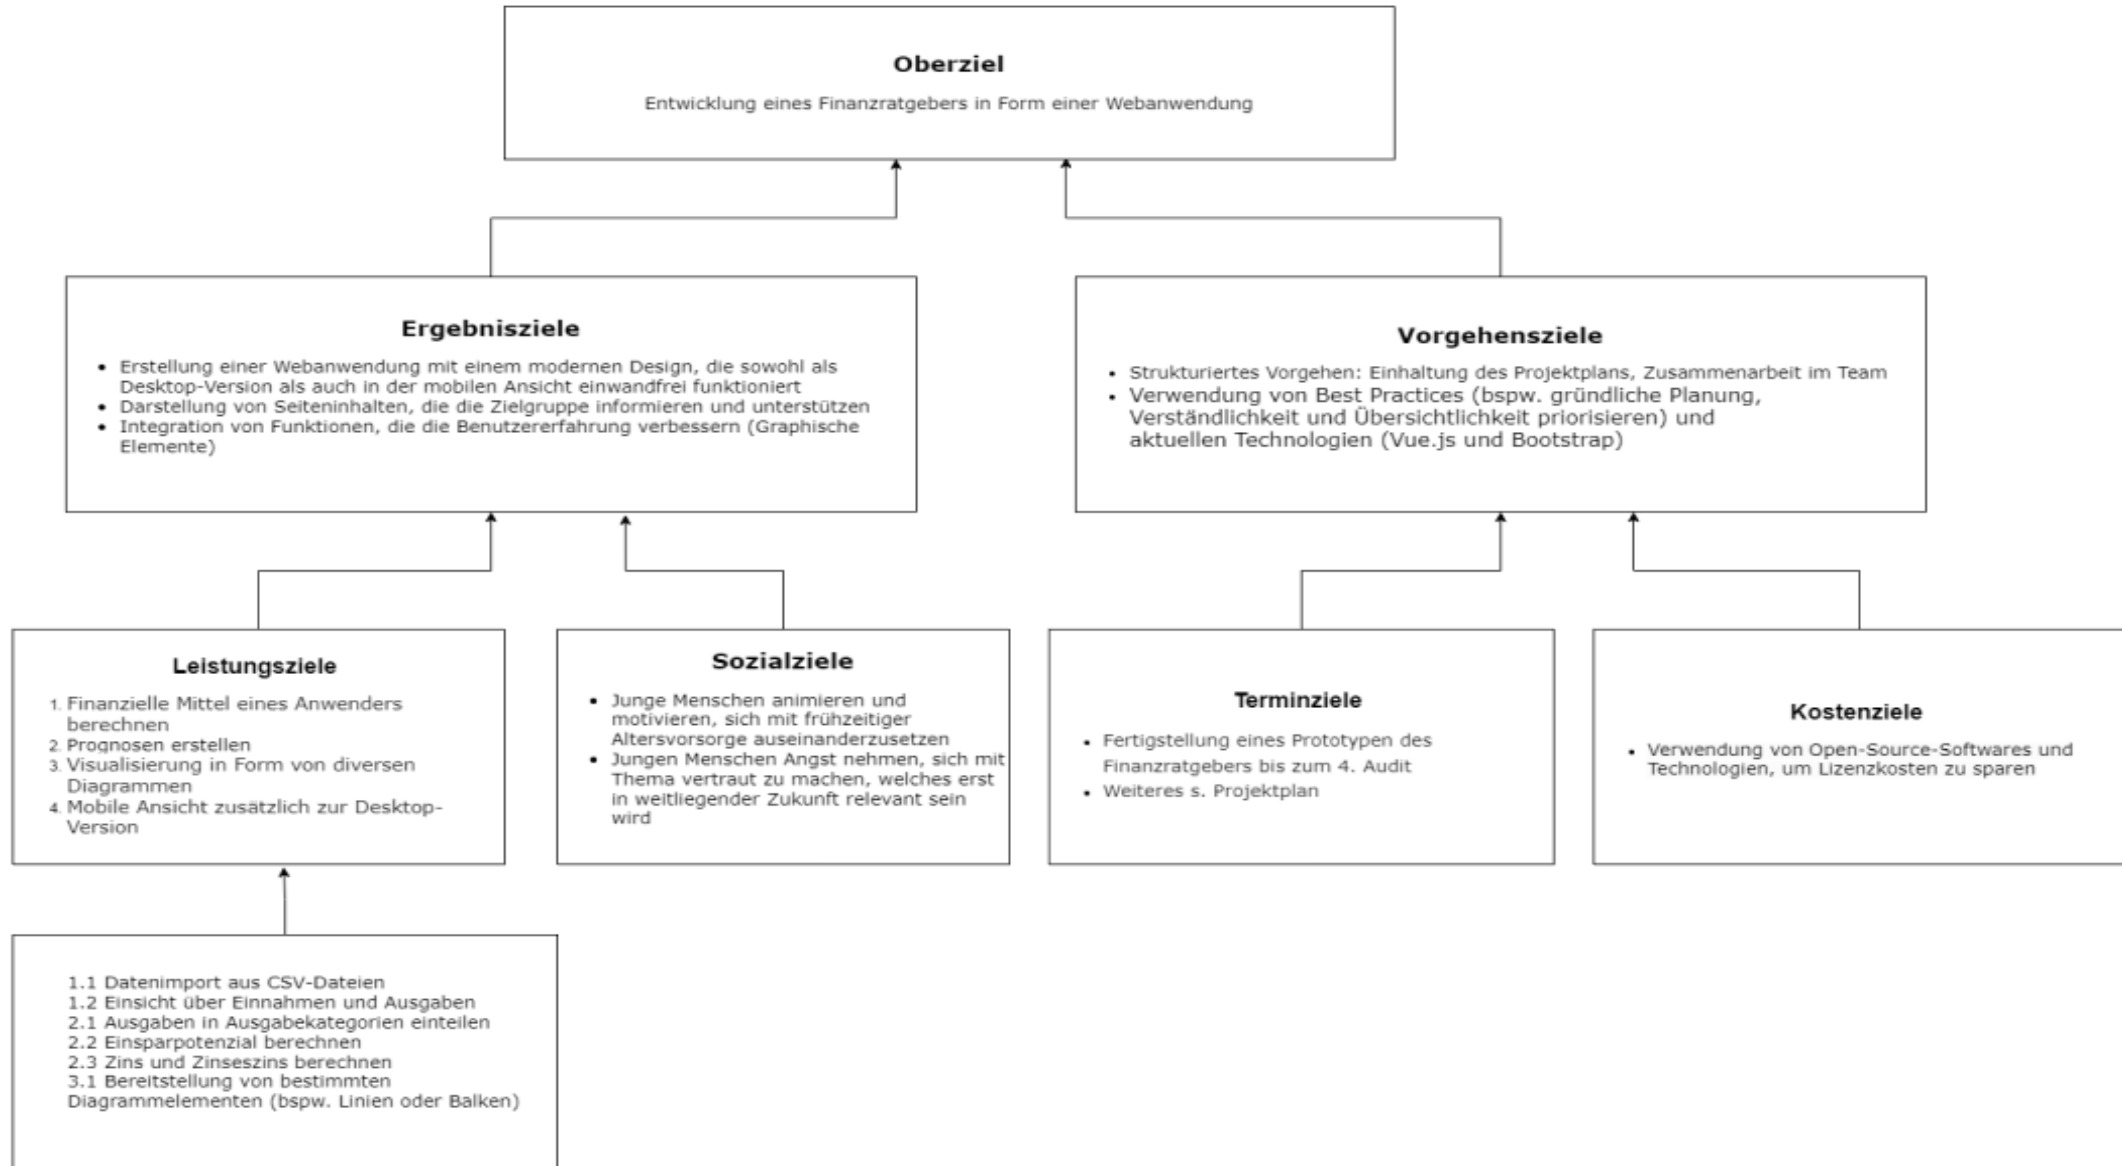 Oberziel
Entwicklung eines Finanzratgebers in Form einer Webanwendung
Ergebnisziele
• Erstellung einer Webanwendung mit einem modernen Design, die sowohl als
Desktop-Version als auch in der mobilen Ansicht einwandfrei funktioniert
• Darstellung von Seiteninhalten, die die Zielgruppe informieren und unterstützen
• Integration von Funktionen, die die Benutzererfahrung verbessern (Graphische
Elemente)
Vorgehensziele
• Strukturiertes Vorgehen: Einhaltung des Projektplans, Zusammenarbeit im Team
• Verwendung von Best Practices (bspw. gründliche Planung,
Verständlichkeit und Übersichtlichkeit priorisieren) und
aktuellen Technologien (Vue.js und Bootstrap)
Leistungsziele
1. Finanzielle Mittel eines Anwenders
berechnen
2. Prognosen erstellen
3. Visualisierung in Form von diversen
Diagrammen
4. Mobile Ansicht zusätzlich zur Desktop-
Version
Sozialziele
• Junge Menschen animieren und
motivieren, sich mit frühzeitiger
Altersvorsorge auseinanderzusetzen
• Jungen Menschen Angst nehmen, sich mit
Thema vertraut zu machen, welches erst
in weitliegender Zukunft relevant sein
wird
Terminziele
• Fertigstellung eines Prototypen des
Finanzratgebers bis zum 4. Audit
• Weiteres s. Projektplan
Kostenziele
• Verwendung von Open-Source-Softwares und
Technologien, um Lizenzkosten zu sparen
1.1 Datenimport aus CSV-Dateien
1.2 Einsicht über Einnahmen und Ausgaben
2.1 Ausgaben in Ausgabekategorien einteilen
2.2 Einsparpotenzial berechnen
2.3 Zins und Zinseszins berechnen
3.1 Bereitstellung von bestimmten
Diagrammelementen (bspw. Linien oder Balken)